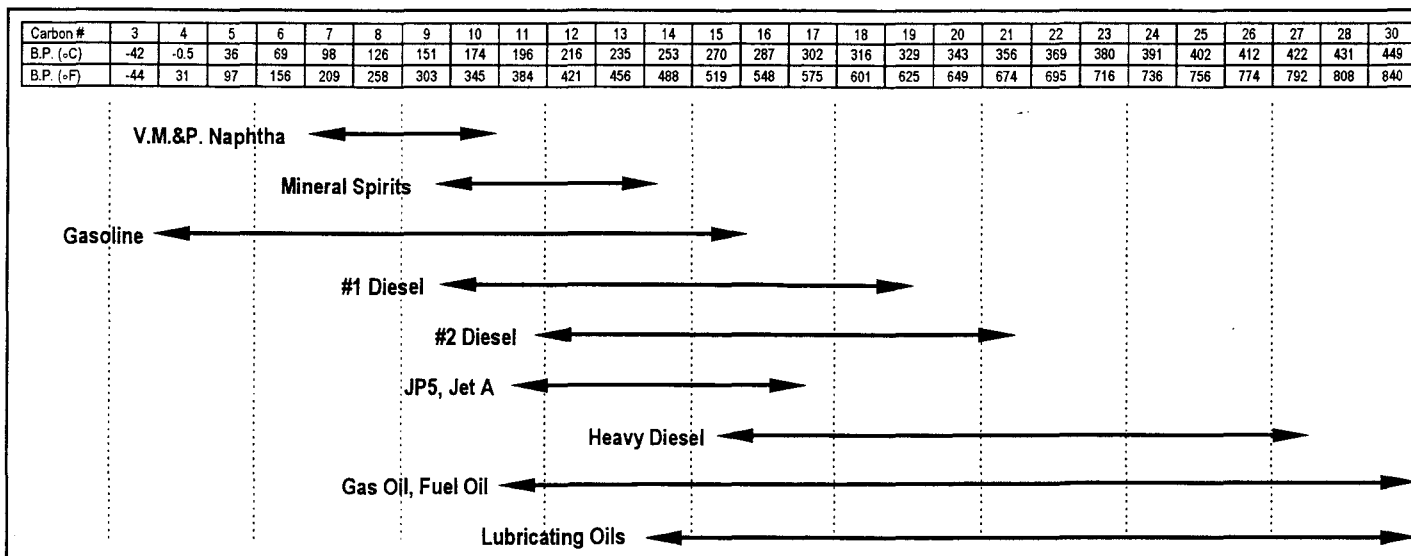 Carbon # 3 4 5 6 7 8 9 10 11 12 13 14 15 16 17 18 19 20 21 22 23 24 25 26 27 28 30
B.P. (∘C) -42 -0.5 36 69 98 126 151 174 196 216 235 253 270 287 302 316 329 343 356 369 380 391 402 412 422 431 449
B.P. (∘F) -44 31 97 156 209 258 303 345 384 421 456 488 519 548 575 601 625 649 674 695 716 736 756 774 792 808 840
V.M.&P. Naphtha
Mineral Spirits
Gasoline
#1 Diesel
#2 Diesel
JP5, Jet A
Heavy Diesel
Gas Oil, Fuel Oil
Lubricating Oils